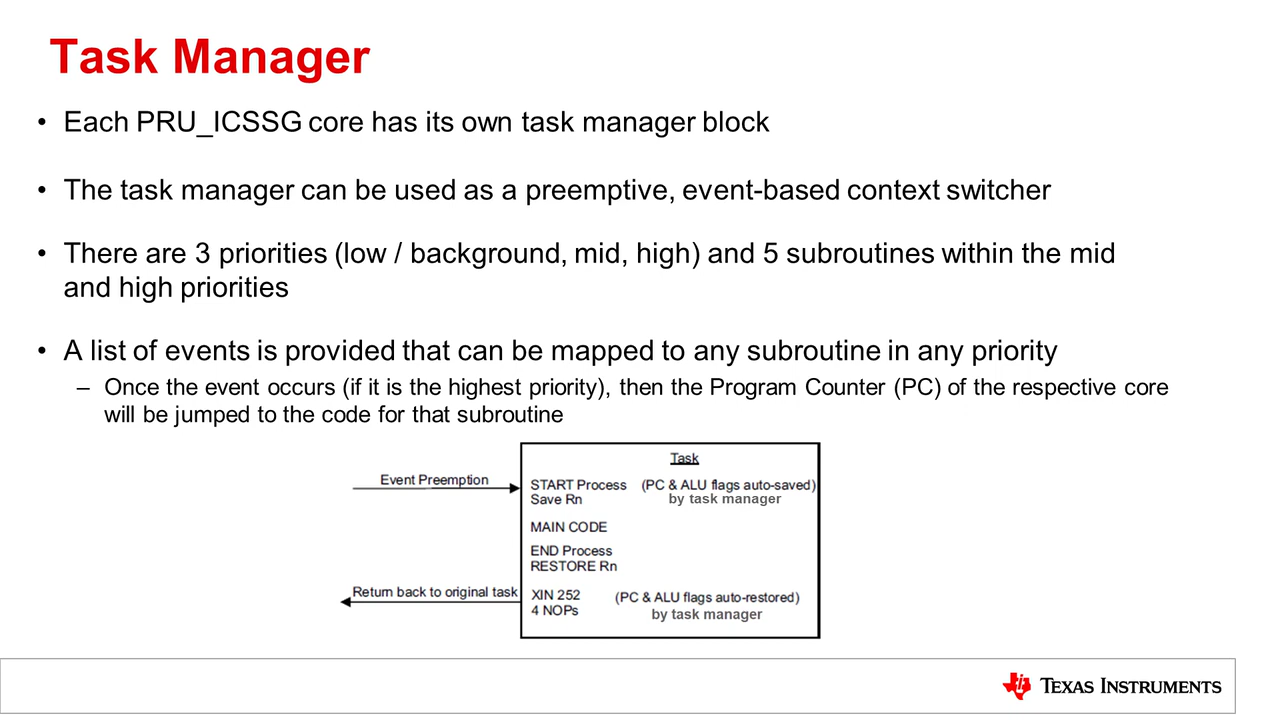 Task Manager
• Each PRU_ICSSG core has its own task manager block
• The task manager can be used as a preemptive, event-based context switcher
• There are 3 priorities (low / background, mid, high) and 5 subroutines within the mid
and high priorities
• A list of events is provided that can be mapped to any subroutine in any priority
– Once the event occurs (if it is the highest priority), then the Program Counter (PC) of the respective core
will be jumped to the code for that subroutine
Task
Event Preemption
START Process (PC & ALU flags auto-saved)
Save Rn by task manager
MAIN CODE
END Process
RESTORE Rn
Return back to original task
XIN 252 (PC & ALU flags auto-restored)
4 NOPs by task manager
TEXAS INSTRUMENTS